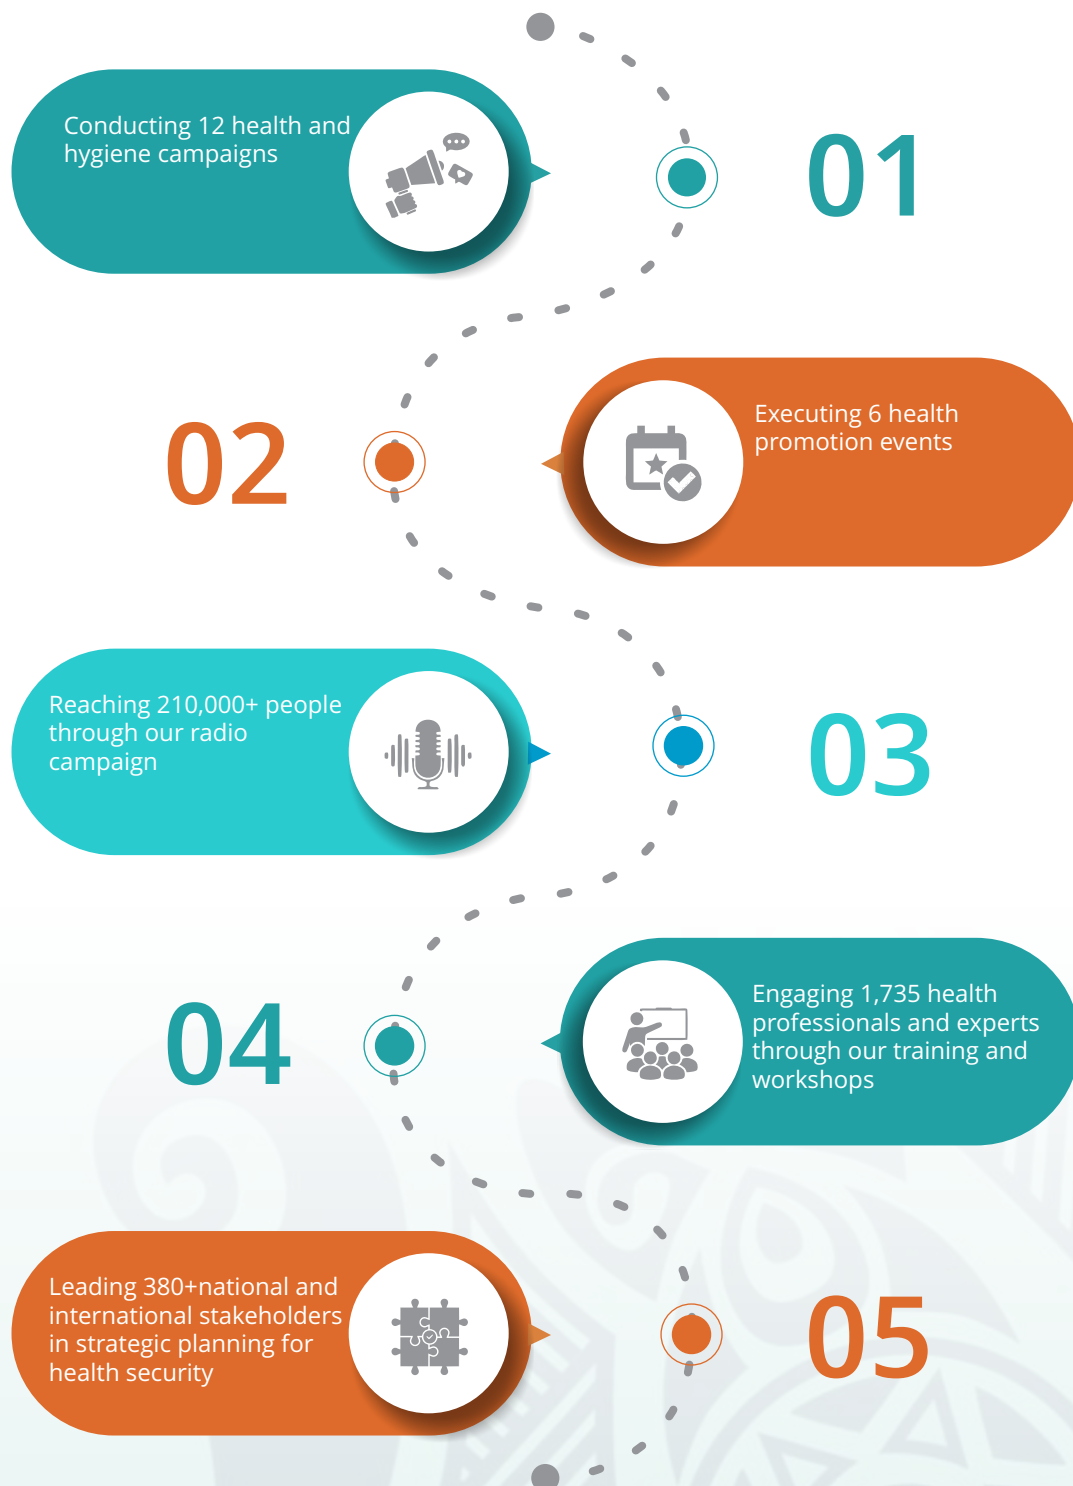 Conducting 12 health and
hygiene campaigns
01
02
Executing 6 health
promotion events
Reaching 210,000+ people
through our radio
campaign
03
04
Engaging 1,735 health
professionals and experts
through our training and
workshops
Leading 380+national and
international stakeholders
in strategic planning for
health security
05